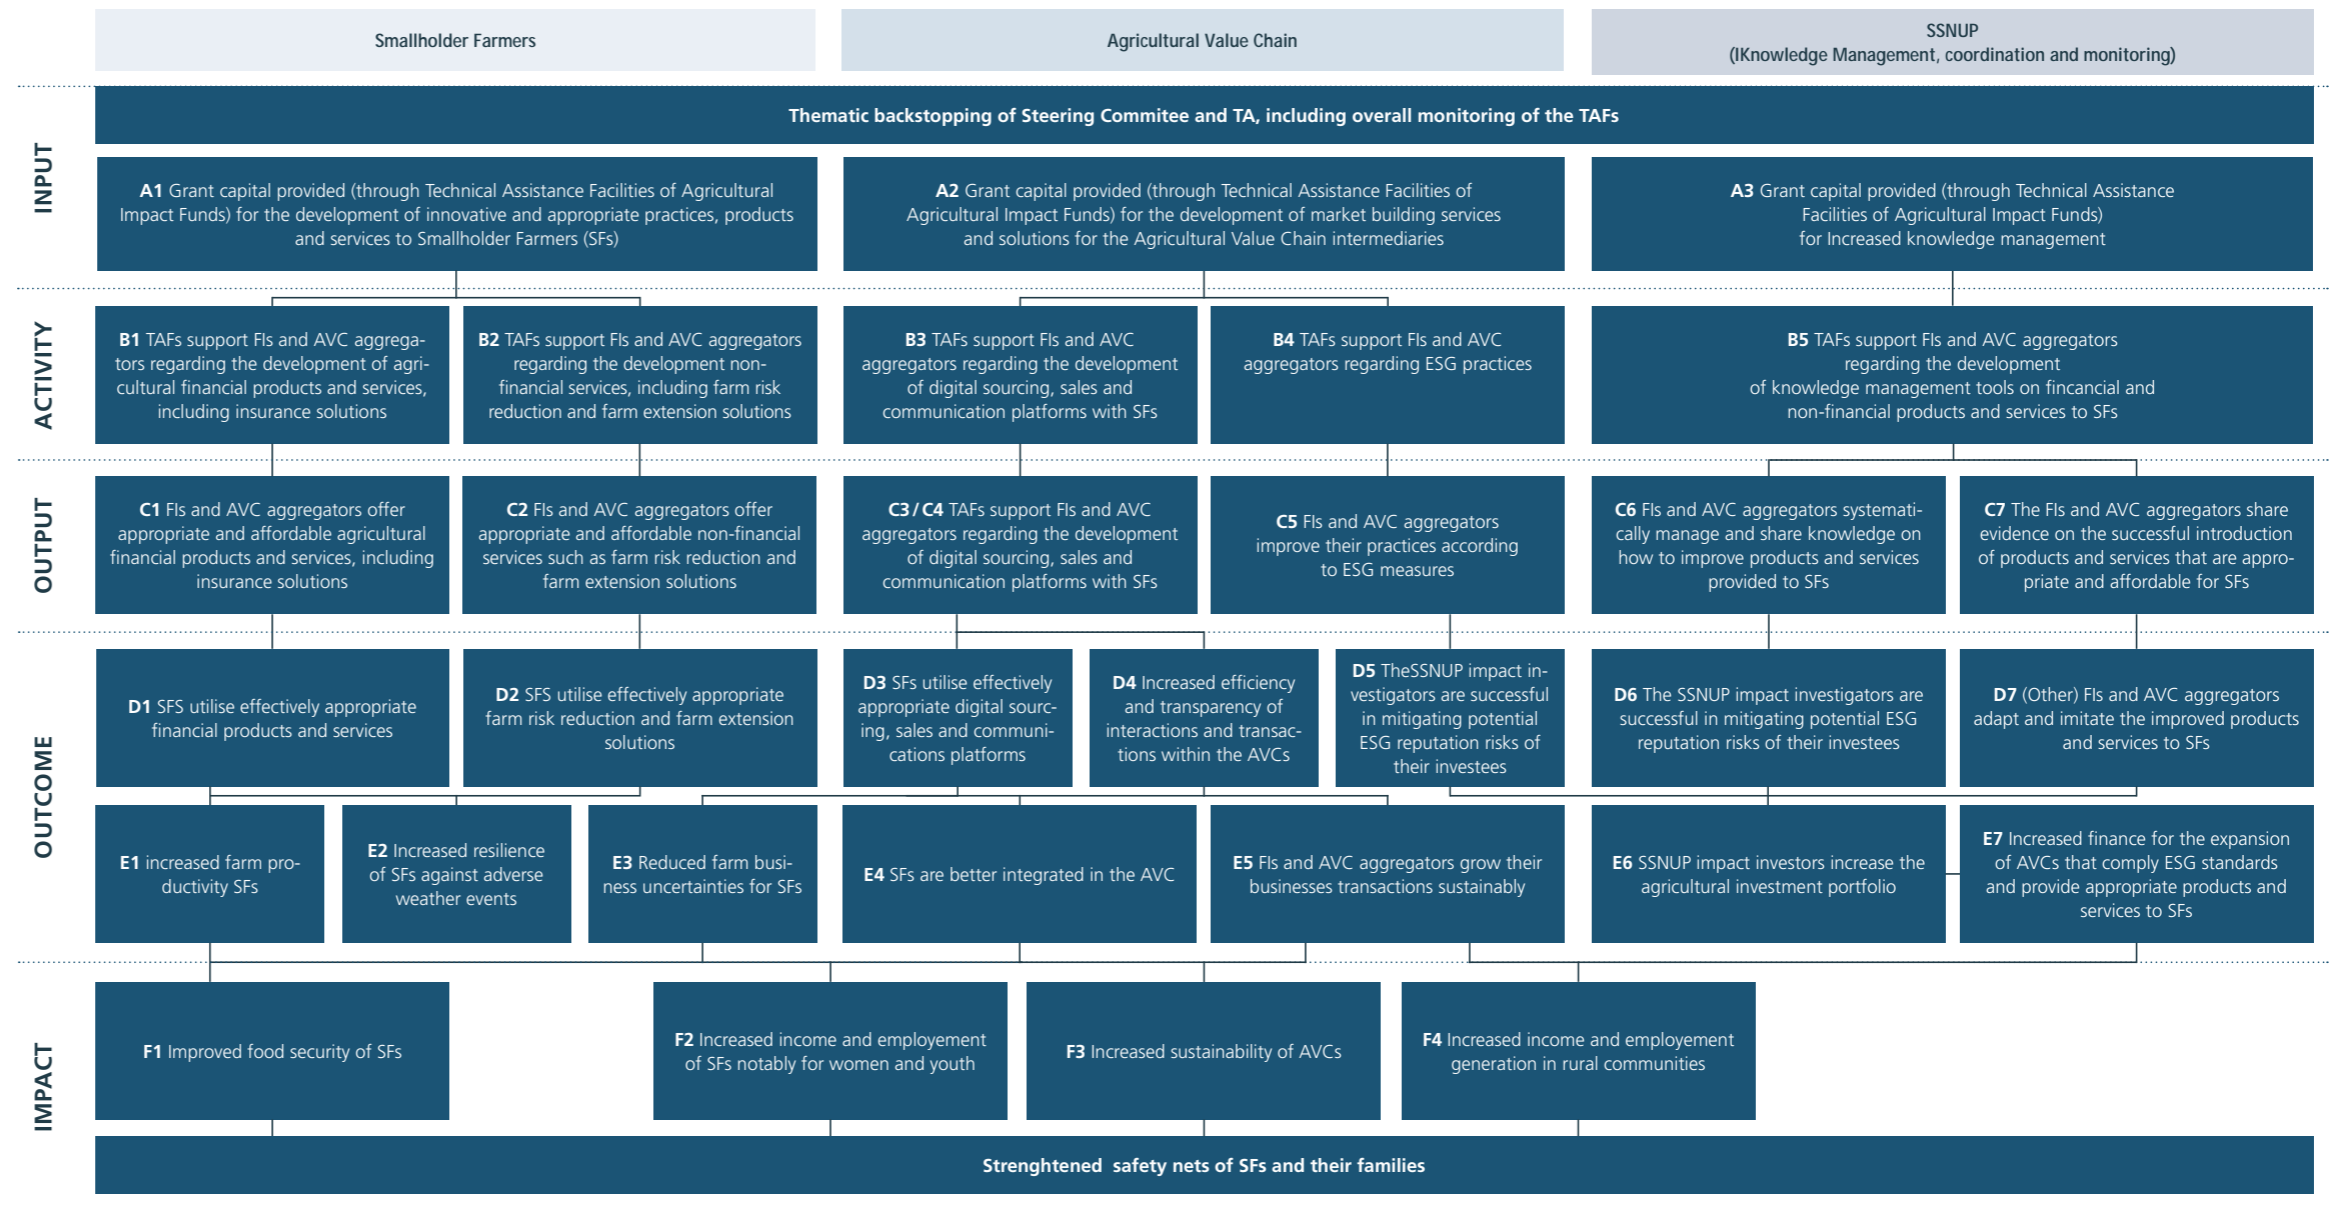 Smallholder Farmers
Agricultural Value Chain
SSNUP
(IKnowledge Management, coordination and monitoring)
INPUT
Thematic backstopping of Steering Commitee and TA, including overall monitoring of the TAFs
A1 Grant capital provided (through Technical Assistance Facilities of Agricultural
Impact Funds) for the development of innovative and appropriate practices, products
and services to Smallholder Farmers (SFs)
A2 Grant capital provided (through Technical Assistance Facilities of
Agricultural Impact Funds) for the development of market building services
and solutions for the Agricultural Value Chain intermediaries
A3 Grant capital provided (through Technical Assistance
Facilities of Agricultural Impact Funds)
for Increased knowledge management
ACTIVITY
B1 TAFs support FIs and AVC aggrega-
tors regarding the development of agri-
cultural financial products and services,
including insurance solutions
B2 TAFs support FIs and AVC aggregators
regarding the development non-
financial services, including farm risk
reduction and farm extension solutions
B3 TAFs support FIs and AVC
aggregators regarding the development
of digital sourcing, sales and
communication platforms with SFs
B4 TAFs support FIs and AVC
aggregators regarding ESG practices
B5 TAFs support FIs and AVC aggregators
regarding the development
of knowledge management tools on fincancial and
non-financial products and services to SFs
OUTPUT
C1 FIs and AVC aggregators offer
appropriate and affordable agricultural
financial products and services, including
insurance solutions
C2 FIs and AVC aggregators offer
appropriate and affordable non-financial
services such as farm risk reduction and
farm extension solutions
C3 / C4 TAFs support FIs and AVC
aggregators regarding the development
of digital sourcing, sales and
communication platforms with SFs
C5 FIs and AVC aggregators
improve their practices according
to ESG measures
C6 FIs and AVC aggregators systemati-
cally manage and share knowledge on
how to improve products and services
provided to SFs
C7 The FIs and AVC aggregators share
evidence on the successful introduction
of products and services that are appro-
priate and affordable for SFs
OUTCOME
D1 SFS utilise effectively appropriate
financial products and services
D2 SFS utilise effectively appropriate
farm risk reduction and farm extension
solutions
D3 SFs utilise effectively
appropriate digital sourc-
ing, sales and communi-
cations platforms
D4 Increased efficiency
and transparency of
interactions and transac-
tions within the AVCs
D5 TheSSNUP impact in-
vestigators are successful
in mitigating potential
ESG reputation risks of
their investees
D6 The SSNUP impact investigators are
successful in mitigating potential ESG
reputation risks of their investees
D7 (Other) FIs and AVC aggregators
adapt and imitate the improved products
and services to SFs
E1 increased farm pro-
ductivity SFs
E2 Increased resilience
of SFs against adverse
weather events
E3 Reduced farm busi-
ness uncertainties for SFs
E4 SFs are better integrated in the AVC
E5 FIs and AVC aggregators grow their
businesses transactions sustainably
E6 SSNUP impact investors increase the
agricultural investment portfolio
E7 Increased finance for the expansion
of AVCs that comply ESG standards
and provide appropriate products and
services to SFs
IMPACT
F1 Improved food security of SFs
F2 Increased income and employement
of SFs notably for women and youth
F3 Increased sustainability of AVCs
F4 Increased income and employement
generation in rural communities
Strenghtened safety nets of SFs and their families